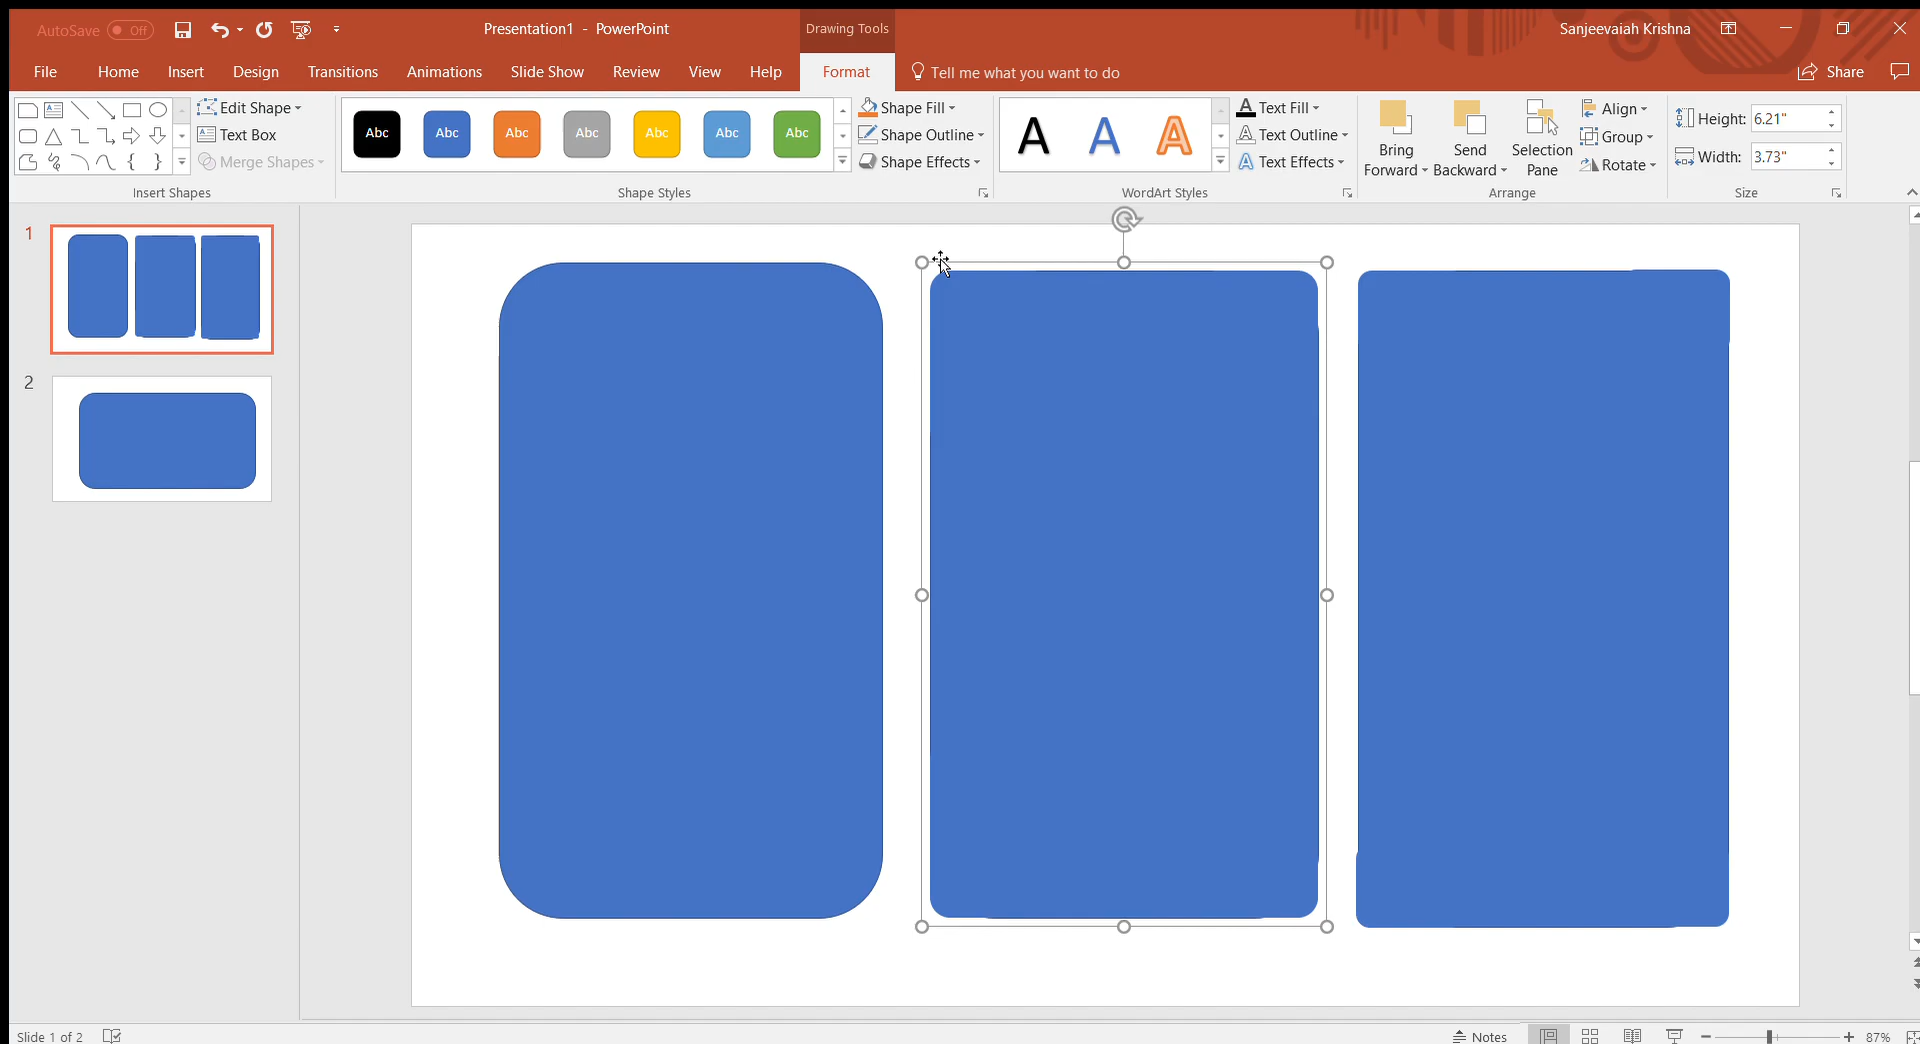 AutoSave Off
Presentation1 - PowerPoint
Drawing Tools
Sanjeevaiah Krishna
File Home Insert Design Transitions Animations Slide Show Review View Help Format Tell me what you want to do Share
Edit Shape
Text Box
Merge Shapes
Insert Shapes
Abc Abc Abc Abc Abc Abc Abc
Shape Fill
Shape Outline
Shape Effects
Shape Styles
A A A
Text Fill
Text Outline
Text Effects
WordArt Styles
Bring Forward
Send Backward
Selection Pane
Align
Group
Rotate
Arrange
Height: 6.21"
Width: 3.73"
Size
1
2
Slide 1 of 2
Notes
87%